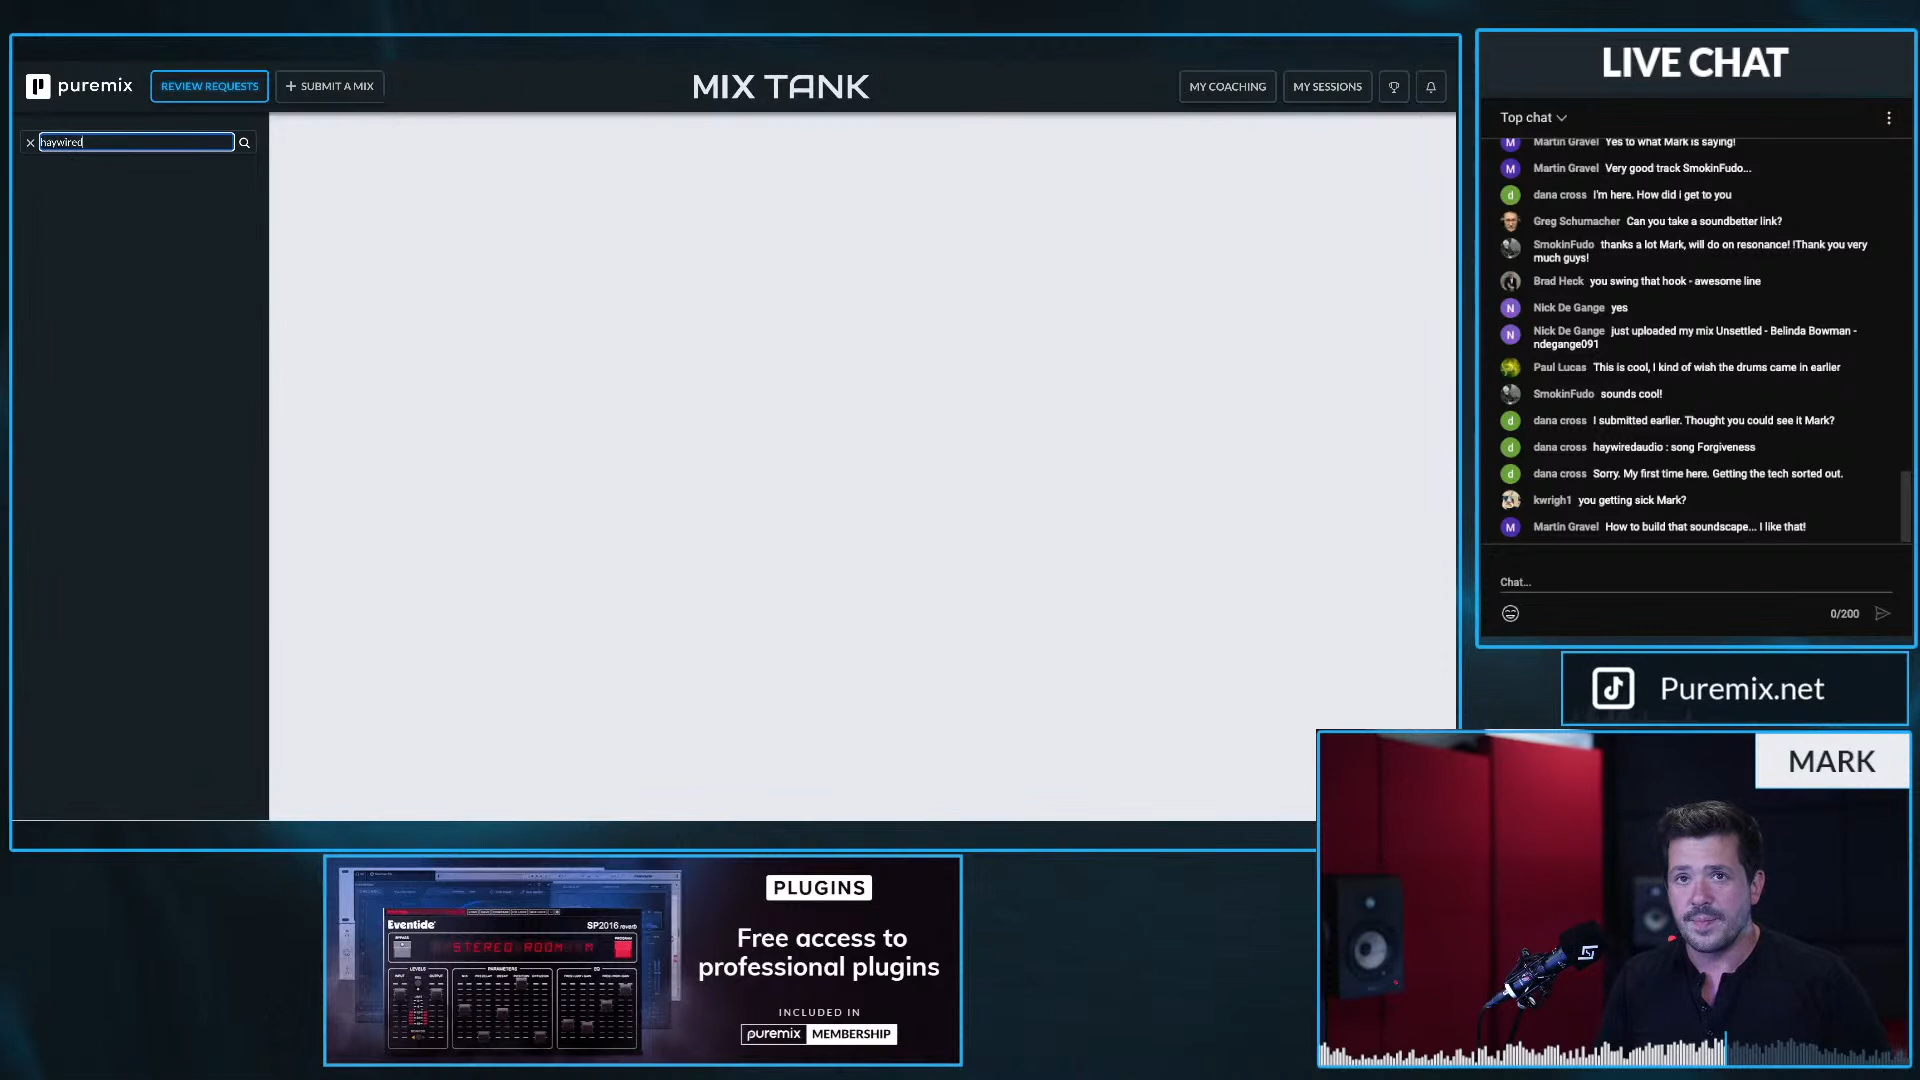 puremix
REVIEW REQUESTS
+ SUBMIT A MIX
MIX TANK
MY COACHING
MY SESSIONS
haywired
LIVE CHAT
Top chat
Martin Gravel Yes to what Mark is saying!
Martin Gravel Very good track SmokinFudo...
dana cross I'm here. How did i get to you
Greg Schumacher Can you take a soundbetter link?
SmokinFudo thanks a lot Mark, will do on resonance! !Thank you very
much guys!
Brad Heck you swing that hook - awesome line
Nick De Gange yes
Nick De Gange just uploaded my mix Unsettled - Belinda Bowman -
ndegange091
Paul Lucas This is cool, I kind of wish the drums came in earlier
SmokinFudo sounds cool!
dana cross I submitted earlier. Thought you could see it Mark?
dana cross haywiredaudio : song Forgiveness
dana cross Sorry. My first time here. Getting the tech sorted out.
kwrigh1 you getting sick Mark?
Martin Gravel How to build that soundscape... I like that!
Chat...
0/200
Puremix.net
MARK
Eventide
SP2016 reverb
STEREO ROOM M
LEVELS
PARAMETERS
EQ
PLUGINS
Free access to
professional plugins
INCLUDED IN
puremix MEMBERSHIP